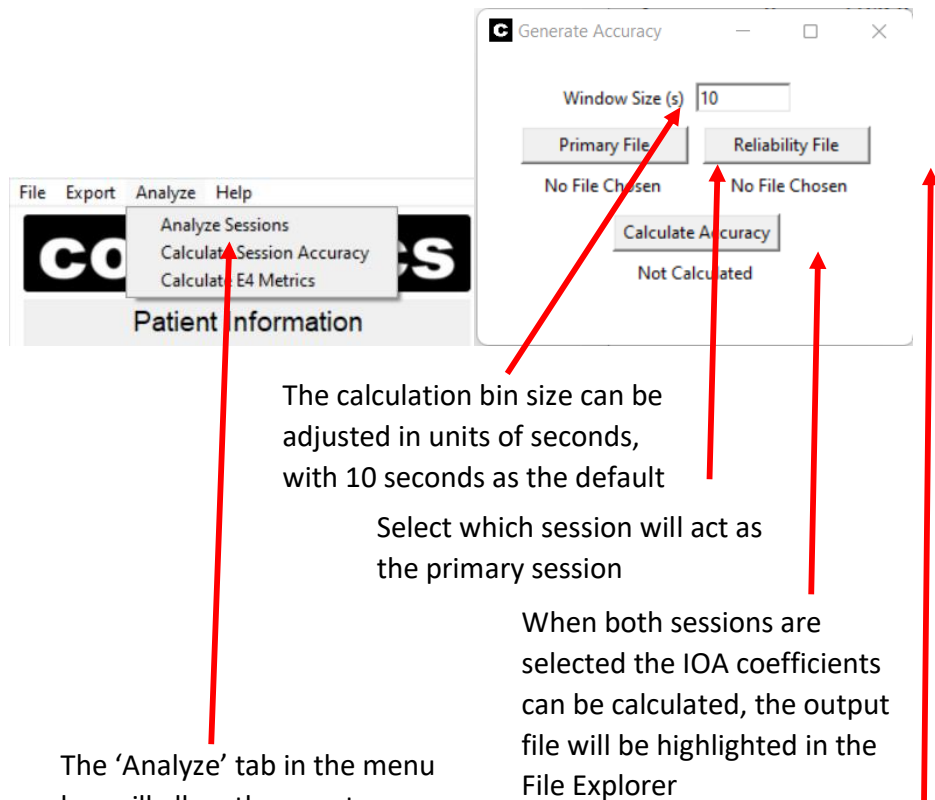 Generate Accuracy
Window Size (s) 10
Primary File Reliability File
No File Chosen No File Chosen
Calculate Accuracy
Not Calculated
File Export Analyze Help
Analyze Sessions
Calculate Session Accuracy
Calculate E4 Metrics
Patient Information
The calculation bin size can be
adjusted in units of seconds,
with 10 seconds as the default
Select which session will act as
the primary session
When both sessions are
selected the IOA coefficients
can be calculated, the output
file will be highlighted in the
File Explorer
The ‘Analyze’ tab in the menu